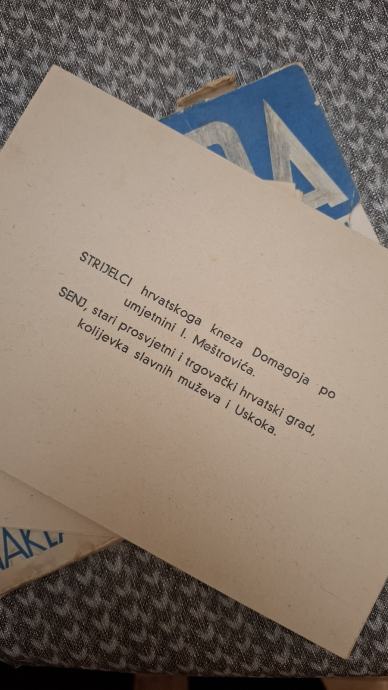 STRIJELCI hrvatskoga kneza Domagoja po
umjetnini I. Meštrovića.
SENJ, stari prosvjetni i trgovački hrvatski grad,
kolijevka slavnih muževa i Uskoka.